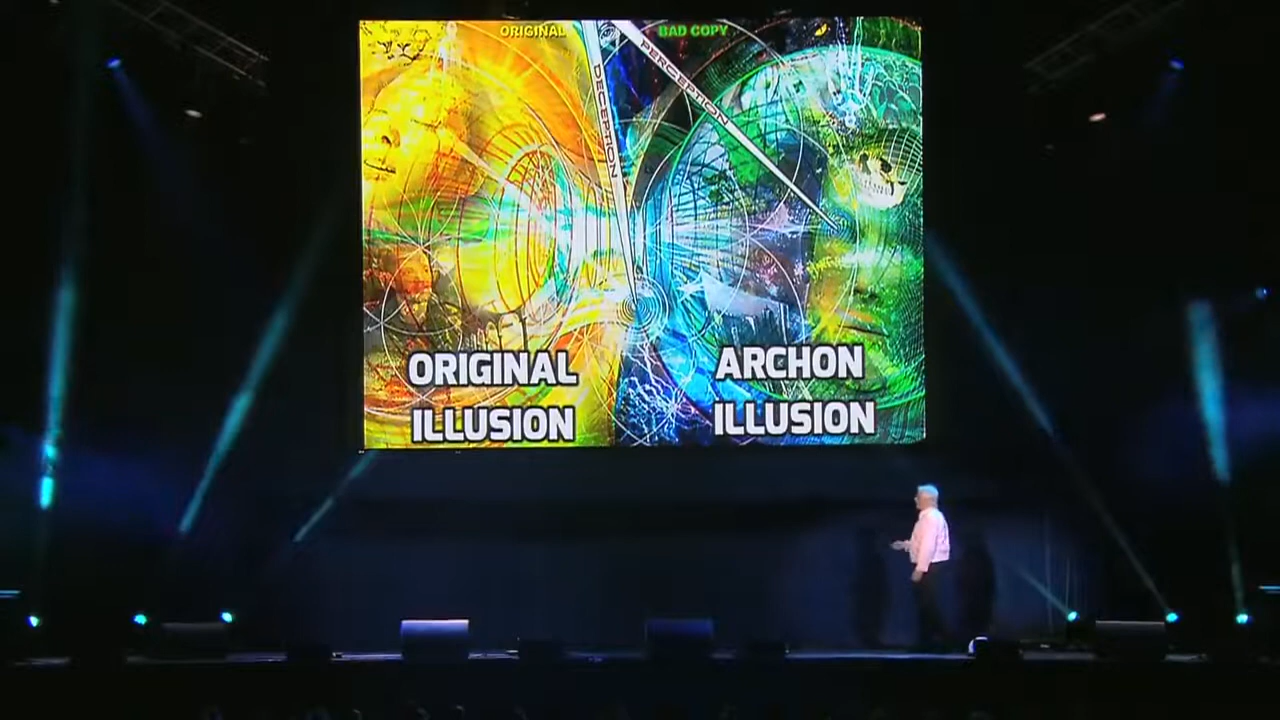 ORIGINAL
BAD COPY
DECEPTION
PERCEPTION
ORIGINAL
ILLUSION
ARCHON
ILLUSION